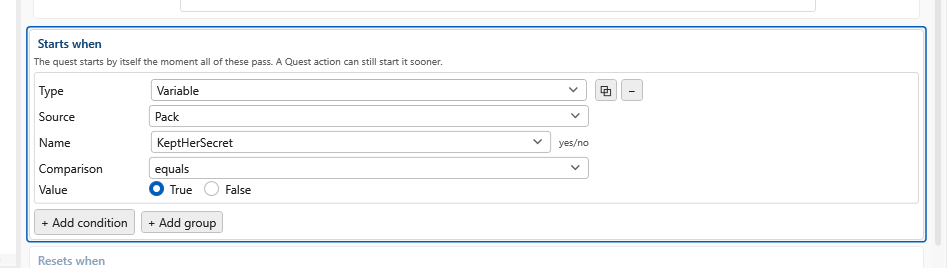 Starts when
The quest starts by itself the moment all of these pass. A Quest action can still start it sooner.
Type Variable −
Source Pack
Name KeptHerSecret yes/no
Comparison equals
Value True False
+ Add condition + Add group
Resets when